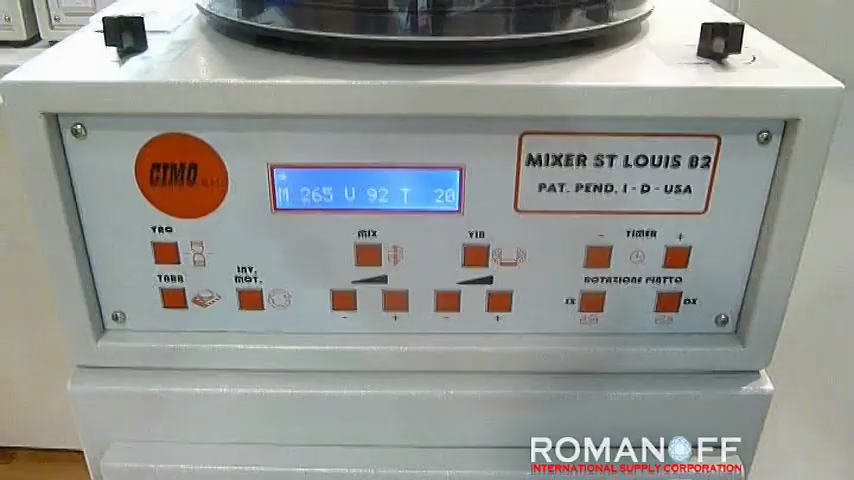 CIMO
M 265 V 92 T 20
MIXER ST LOUIS 82
PAT. PEND. I - D - USA
VAC
MIX
VIB
- TIMER +
TARA
INV.
MOT.
ROTAZIONE PIATTO
- + - +
SX DX
ROMANOFF
INTERNATIONAL SUPPLY CORPORATION